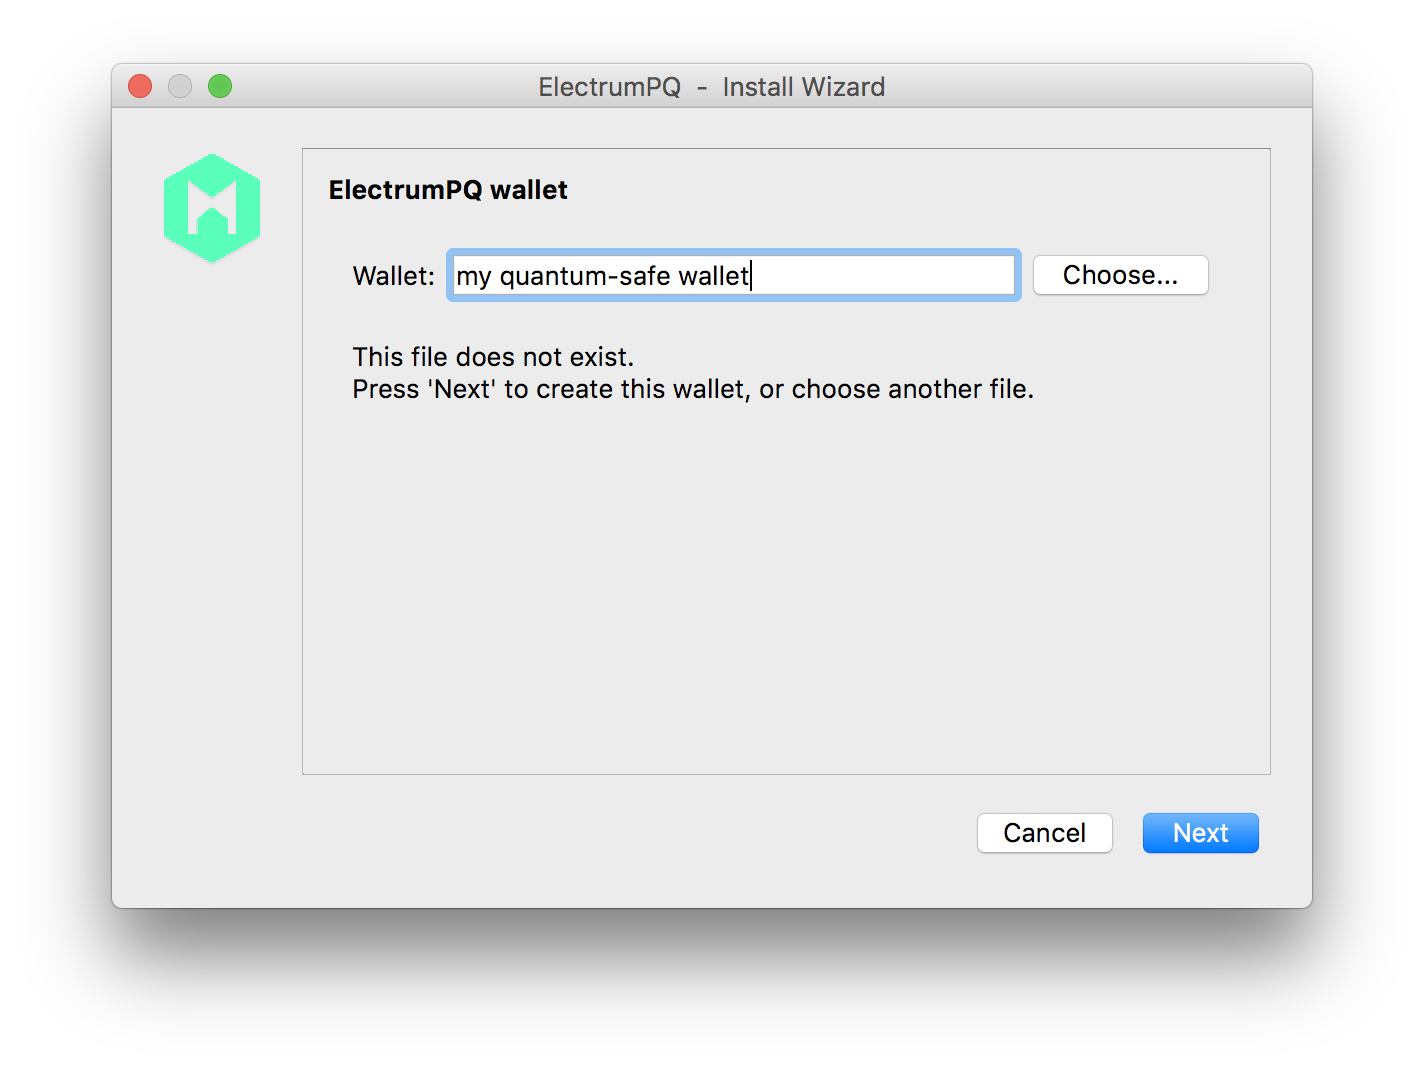 ElectrumPQ - Install Wizard
ElectrumPQ wallet
Wallet: my quantum-safe wallet Choose...
This file does not exist.
Press 'Next' to create this wallet, or choose another file.
Cancel Next